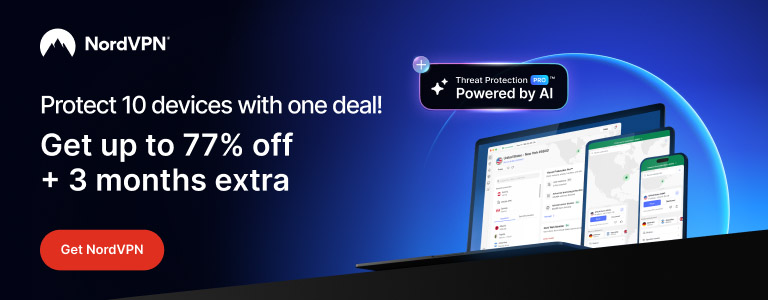 NordVPN®
Protect 10 devices with one deal!
Get up to 77% off
+ 3 months extra
Get NordVPN
Threat Protection PRO ™
Powered by AI